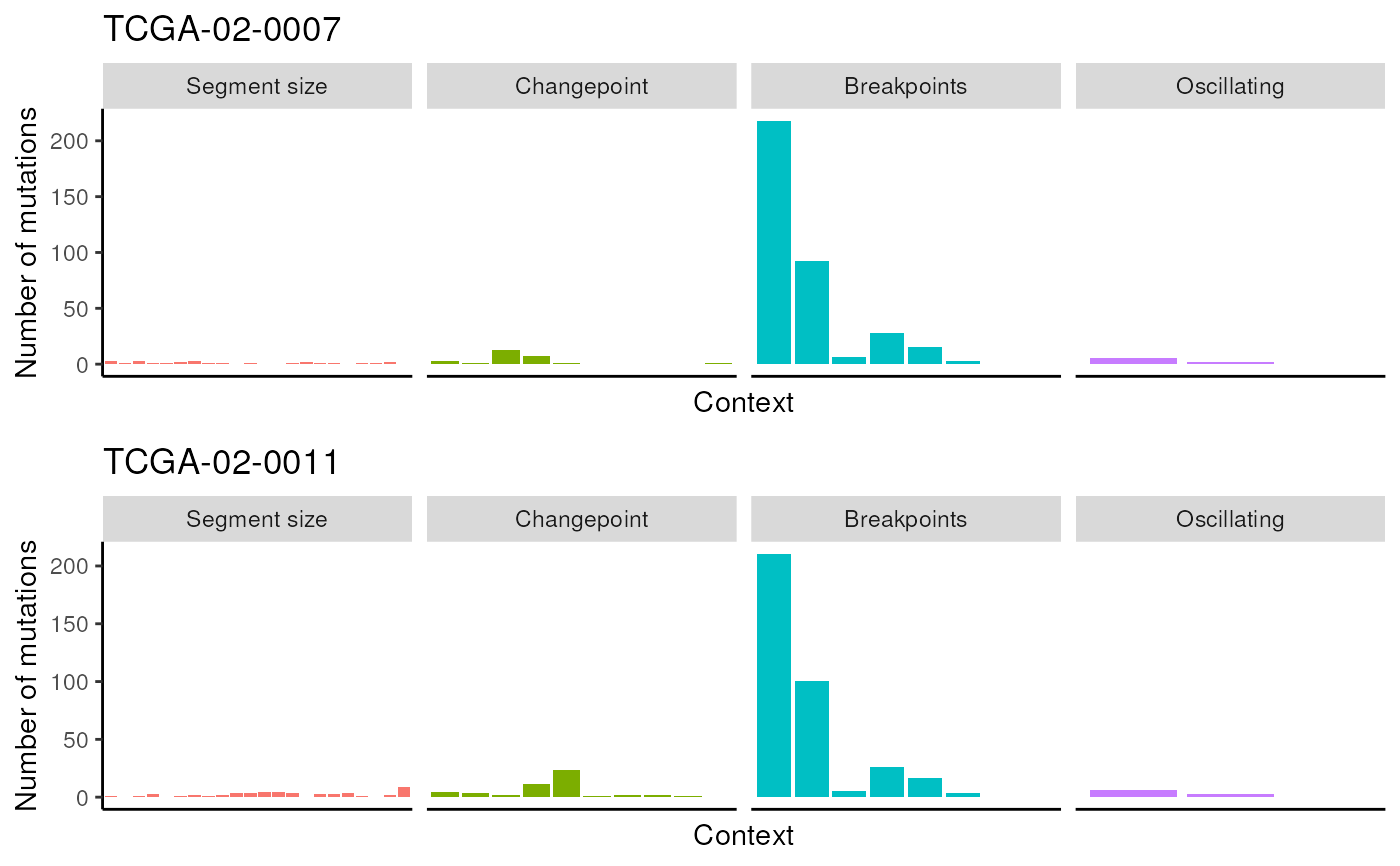 TCGA-02-0007
Segment size Changepoint Breakpoints Oscillating
Number of mutations
200
150
100
50
0
Context
TCGA-02-0011
Segment size Changepoint Breakpoints Oscillating
Number of mutations
200
150
100
50
0
Context